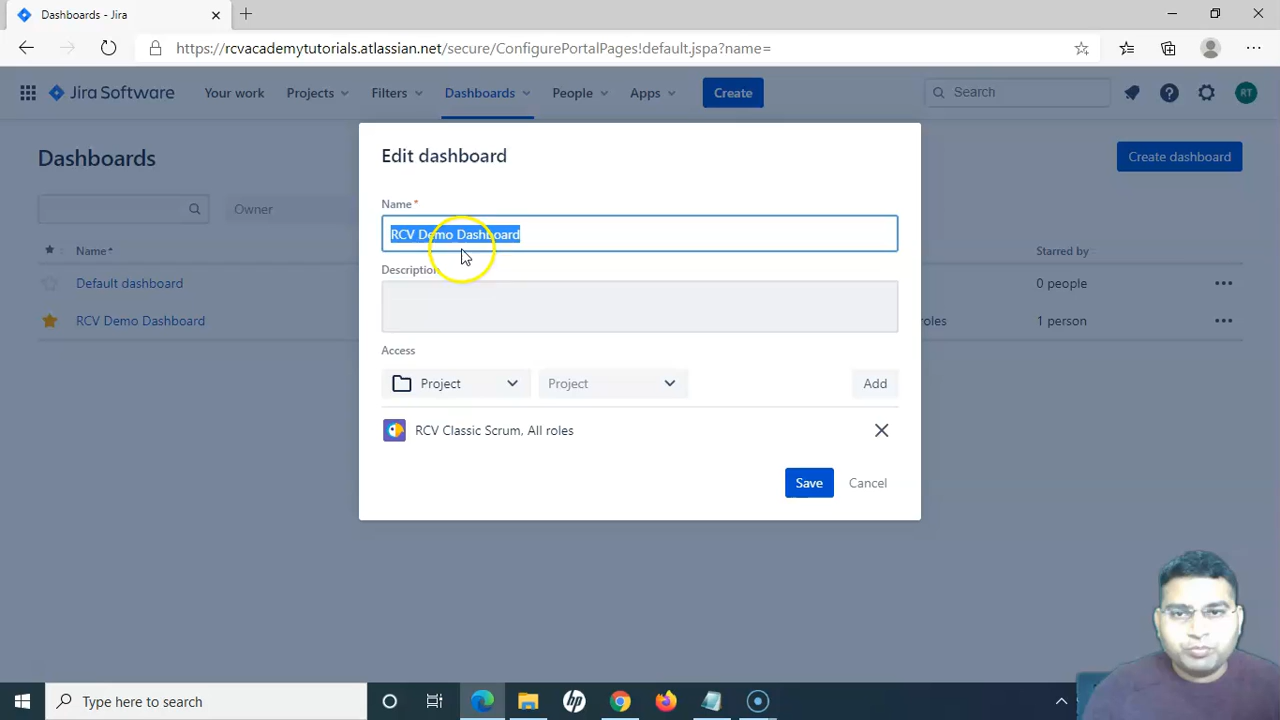 Dashboards - Jira
https://rcvacademytutorials.atlassian.net/secure/ConfigurePortalPages!default.jspa?name=
Jira Software
Your work
Projects
Filters
Dashboards
People
Apps
Create
Search
RT
Dashboards
Create dashboard
Edit dashboard
Name*
RCV Demo Dashboard
Owner
Name
Starred by
Description
Default dashboard
0 people
RCV Demo Dashboard
roles
1 person
Access
Project
Project
Add
RCV Classic Scrum, All roles
Save
Cancel
Type here to search